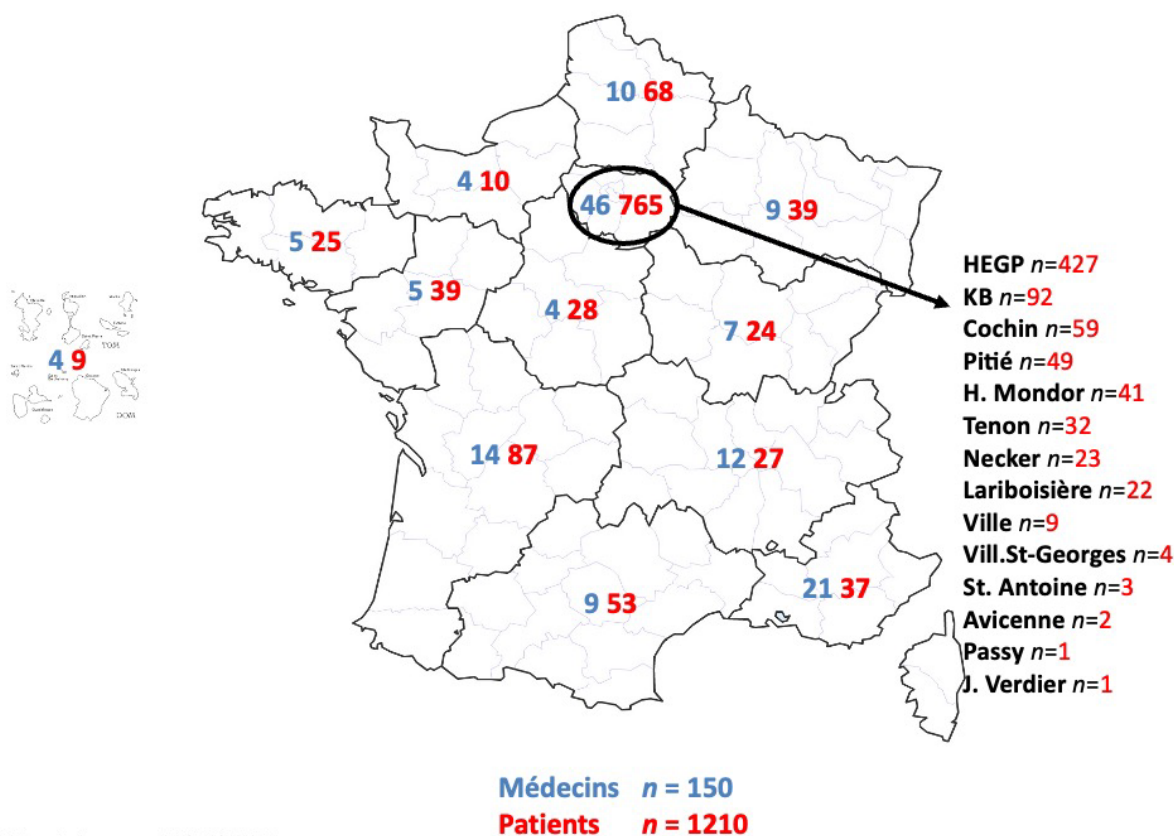 10 68
4 10
46 765
9 39
5 25
5 39
4 28
7 24
4 9
TOM
DOM
14 87
12 27
9 53
21 37
HEGP n=427
KB n=92
Cochin n=59
Pitié n=49
H. Mondor n=41
Tenon n=32
Necker n=23
Lariboisière n=22
Ville n=9
Vill.St-Georges n=4
St. Antoine n=3
Avicenne n=2
Passy n=1
J. Verdier n=1
Médecins n = 150
Patients n = 1210